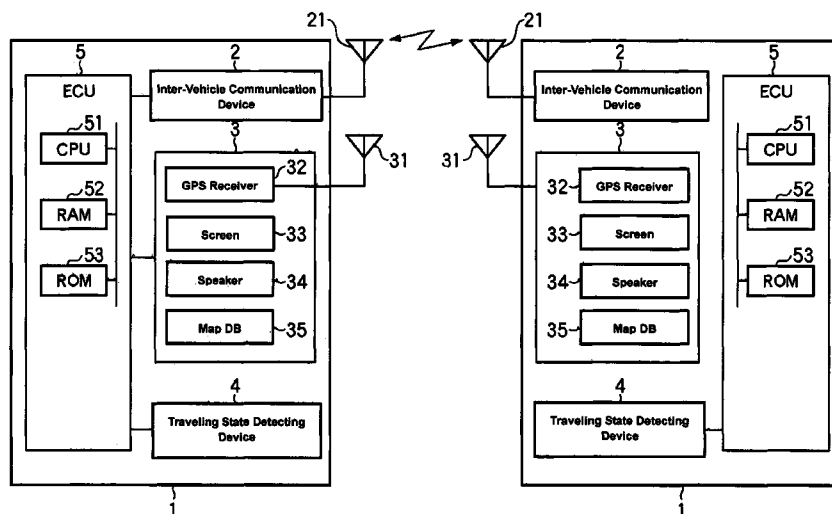 21
21
5
2
2
5
ECU
Inter-Vehicle Communication
Device
Inter-Vehicle Communication
Device
ECU
51
CPU
3
31
32
GPS Receiver
3
31
32
GPS Receiver
51
CPU
52
RAM
Screen
33
33
Screen
52
RAM
53
ROM
Speaker
34
34
Speaker
53
ROM
Map DB
35
35
Map DB
4
Traveling State Detecting
Device
4
Traveling State Detecting
Device
1
1